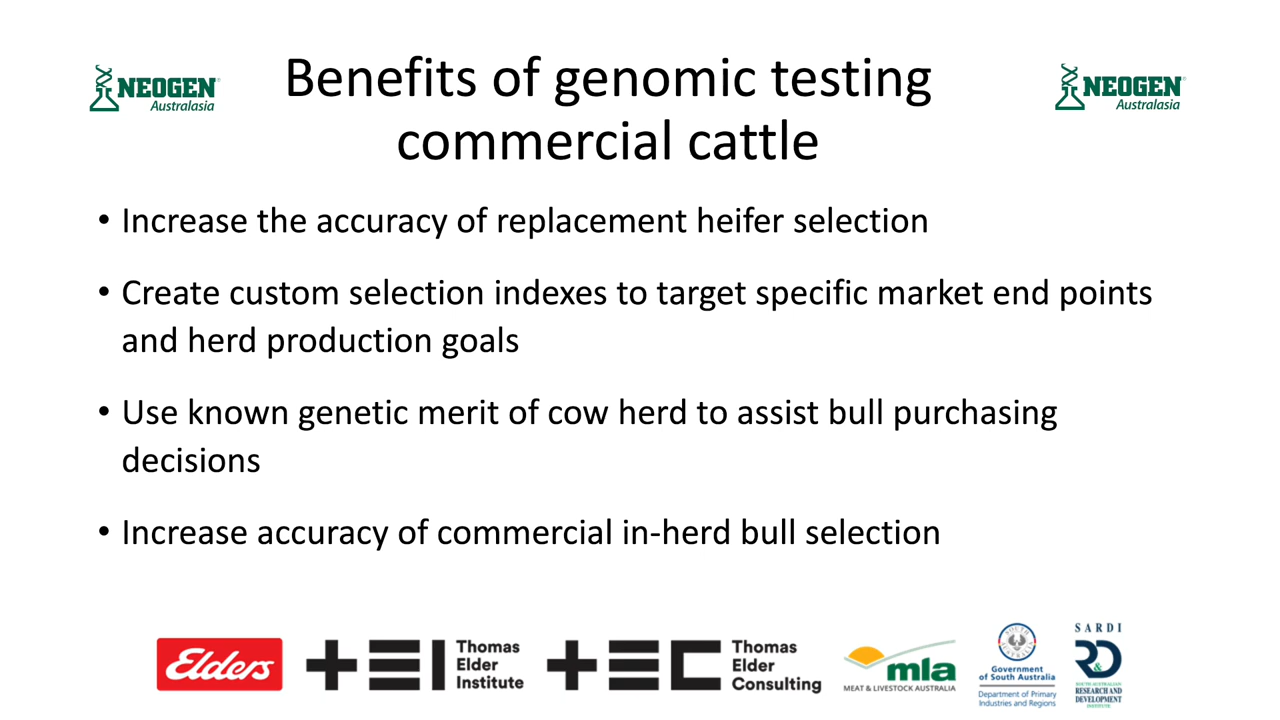 NEOGEN
Australasia
Benefits of genomic testing
commercial cattle
NEOGEN
Australasia
• Increase the accuracy of replacement heifer selection
• Create custom selection indexes to target specific market end points
and herd production goals
• Use known genetic merit of cow herd to assist bull purchasing
decisions
• Increase accuracy of commercial in-herd bull selection
Elders
Thomas
Elder
Institute
Thomas
Elder
Consulting
mla
MEAT & LIVESTOCK AUSTRALIA
Government
of South Australia
Department of Primary
Industries and Regions
SARDI
R&D
SOUTH AUSTRALIAN
RESEARCH AND
DEVELOPMENT
INSTITUTE